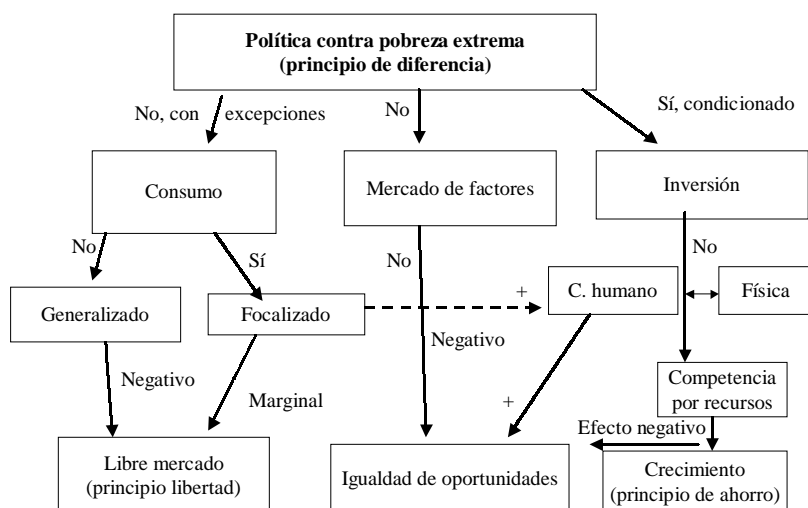 Política contra pobreza extrema
(principio de diferencia)
No, con
excepciones
No
Sí, condicionado
Consumo
Mercado de factores
Inversión
No
Sí
No
No
Generalizado
Focalizado
+
C. humano
Física
Negativo
Marginal
Negativo
+
Competencia
por recursos
Efecto negativo
Libre mercado
(principio libertad)
Igualdad de oportunidades
Crecimiento
(principio de ahorro)